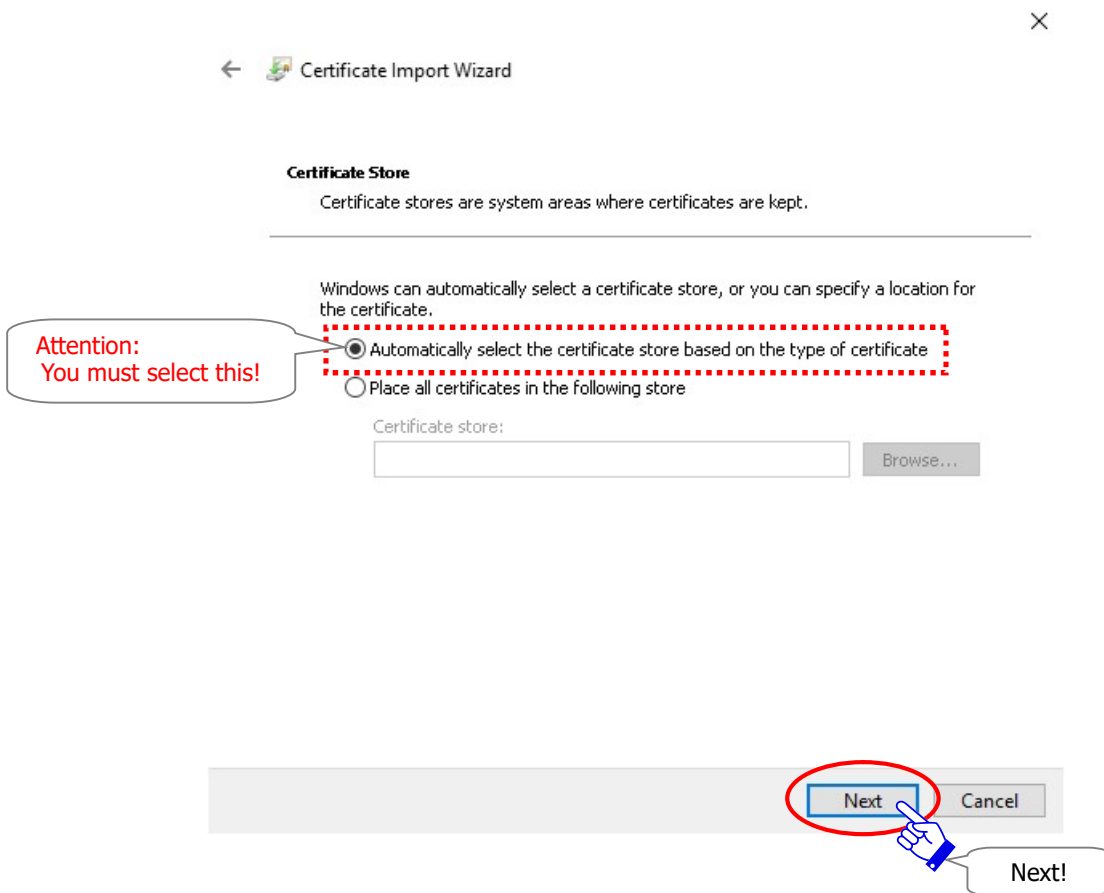 Certificate Import Wizard
Certificate Store
Certificate stores are system areas where certificates are kept.
Windows can automatically select a certificate store, or you can specify a location for
the certificate.
Attention:
You must select this!
Automatically select the certificate store based on the type of certificate
Place all certificates in the following store
Certificate store:
Browse...
Next
Cancel
Next!